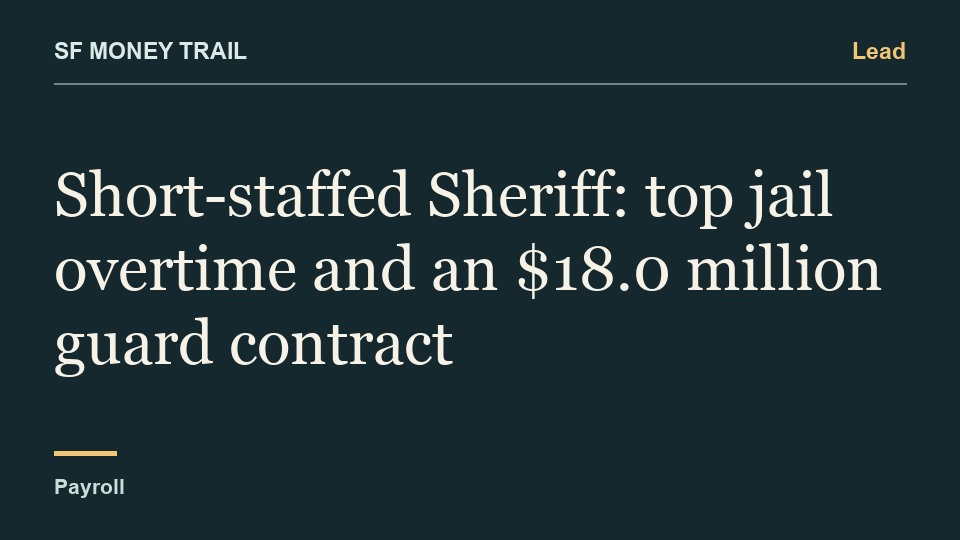 SF MONEY TRAIL
Lead
Short-staffed Sheriff: top jail
overtime and an $18.0 million
guard contract
Payroll